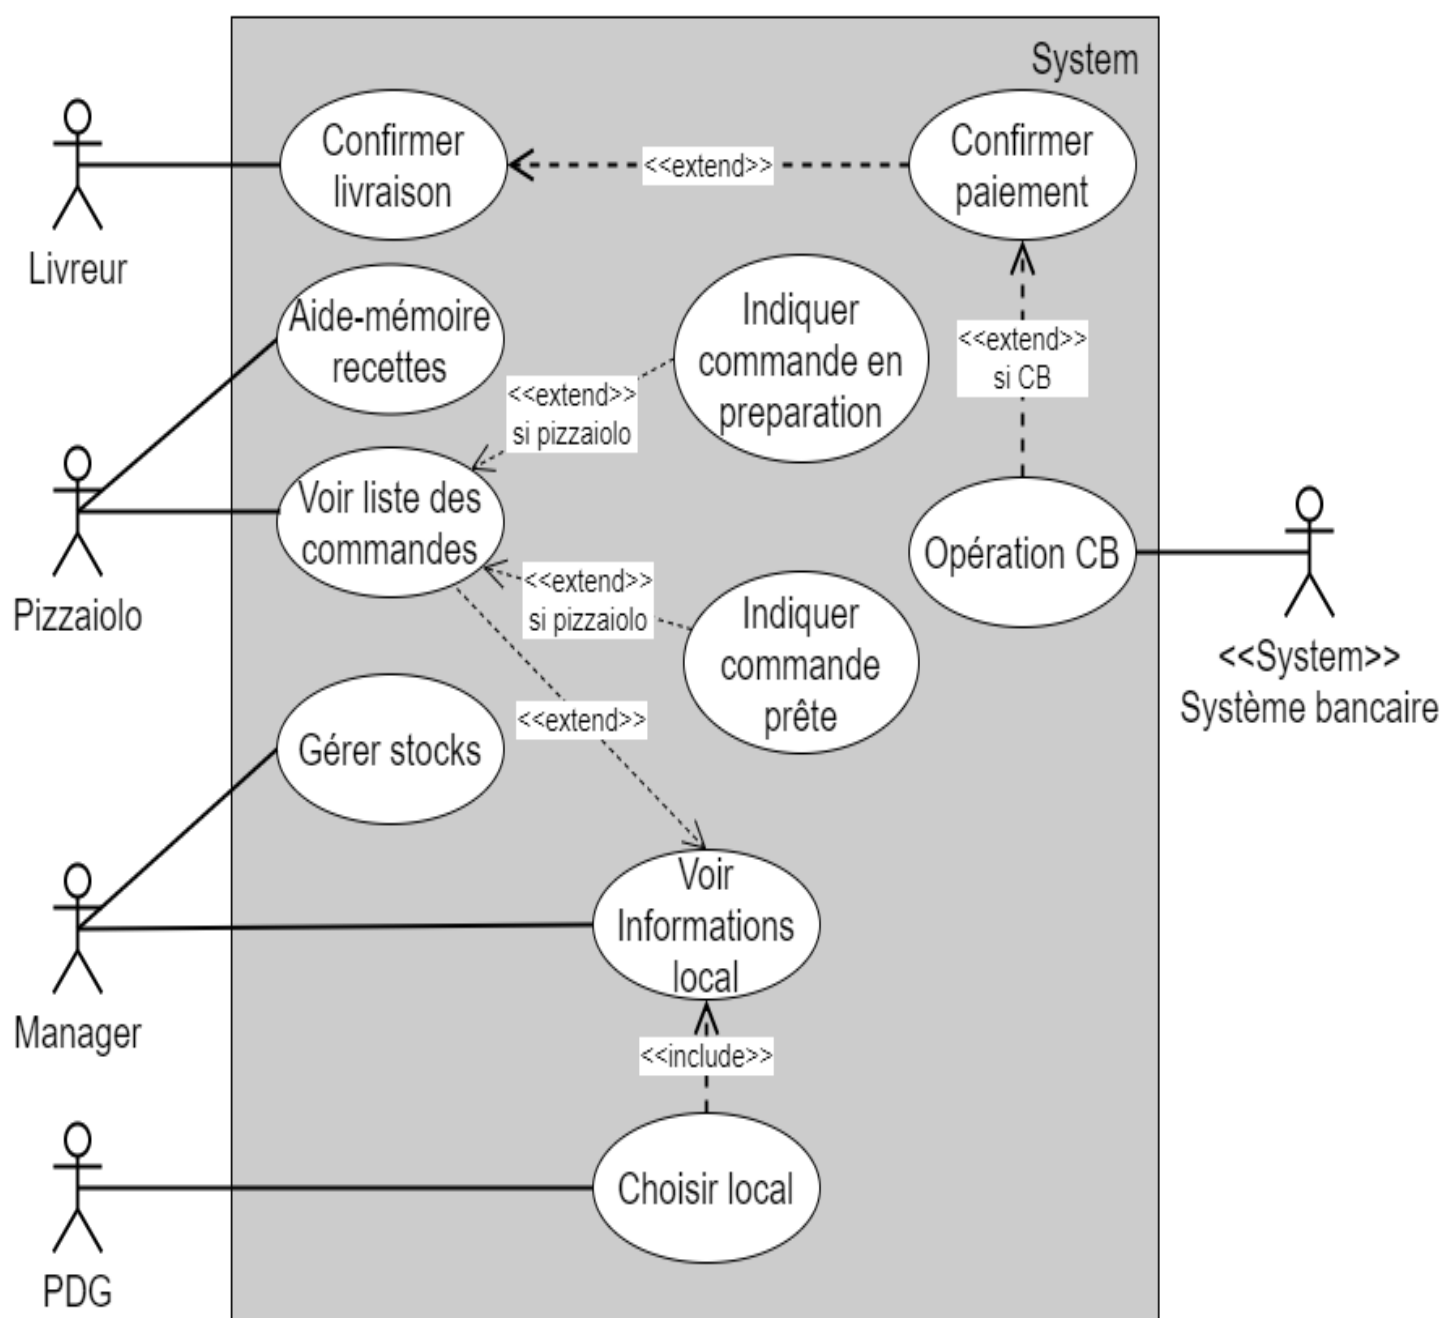 System
Confirmer
livraison
<<extend>>
Confirmer
paiement
Livreur
Aide-mémoire
recettes
Indiquer
commande en
preparation
<<extend>>
si CB
<<extend>>
si pizzaiolo
Voir liste des
commandes
Opération CB
<<extend>>
si pizzaiolo
Pizzaiolo
Indiquer
commande
prête
<<System>>
Système bancaire
<<extend>>
Gérer stocks
Voir
Informations
local
Manager
<<include>>
Choisir local
PDG